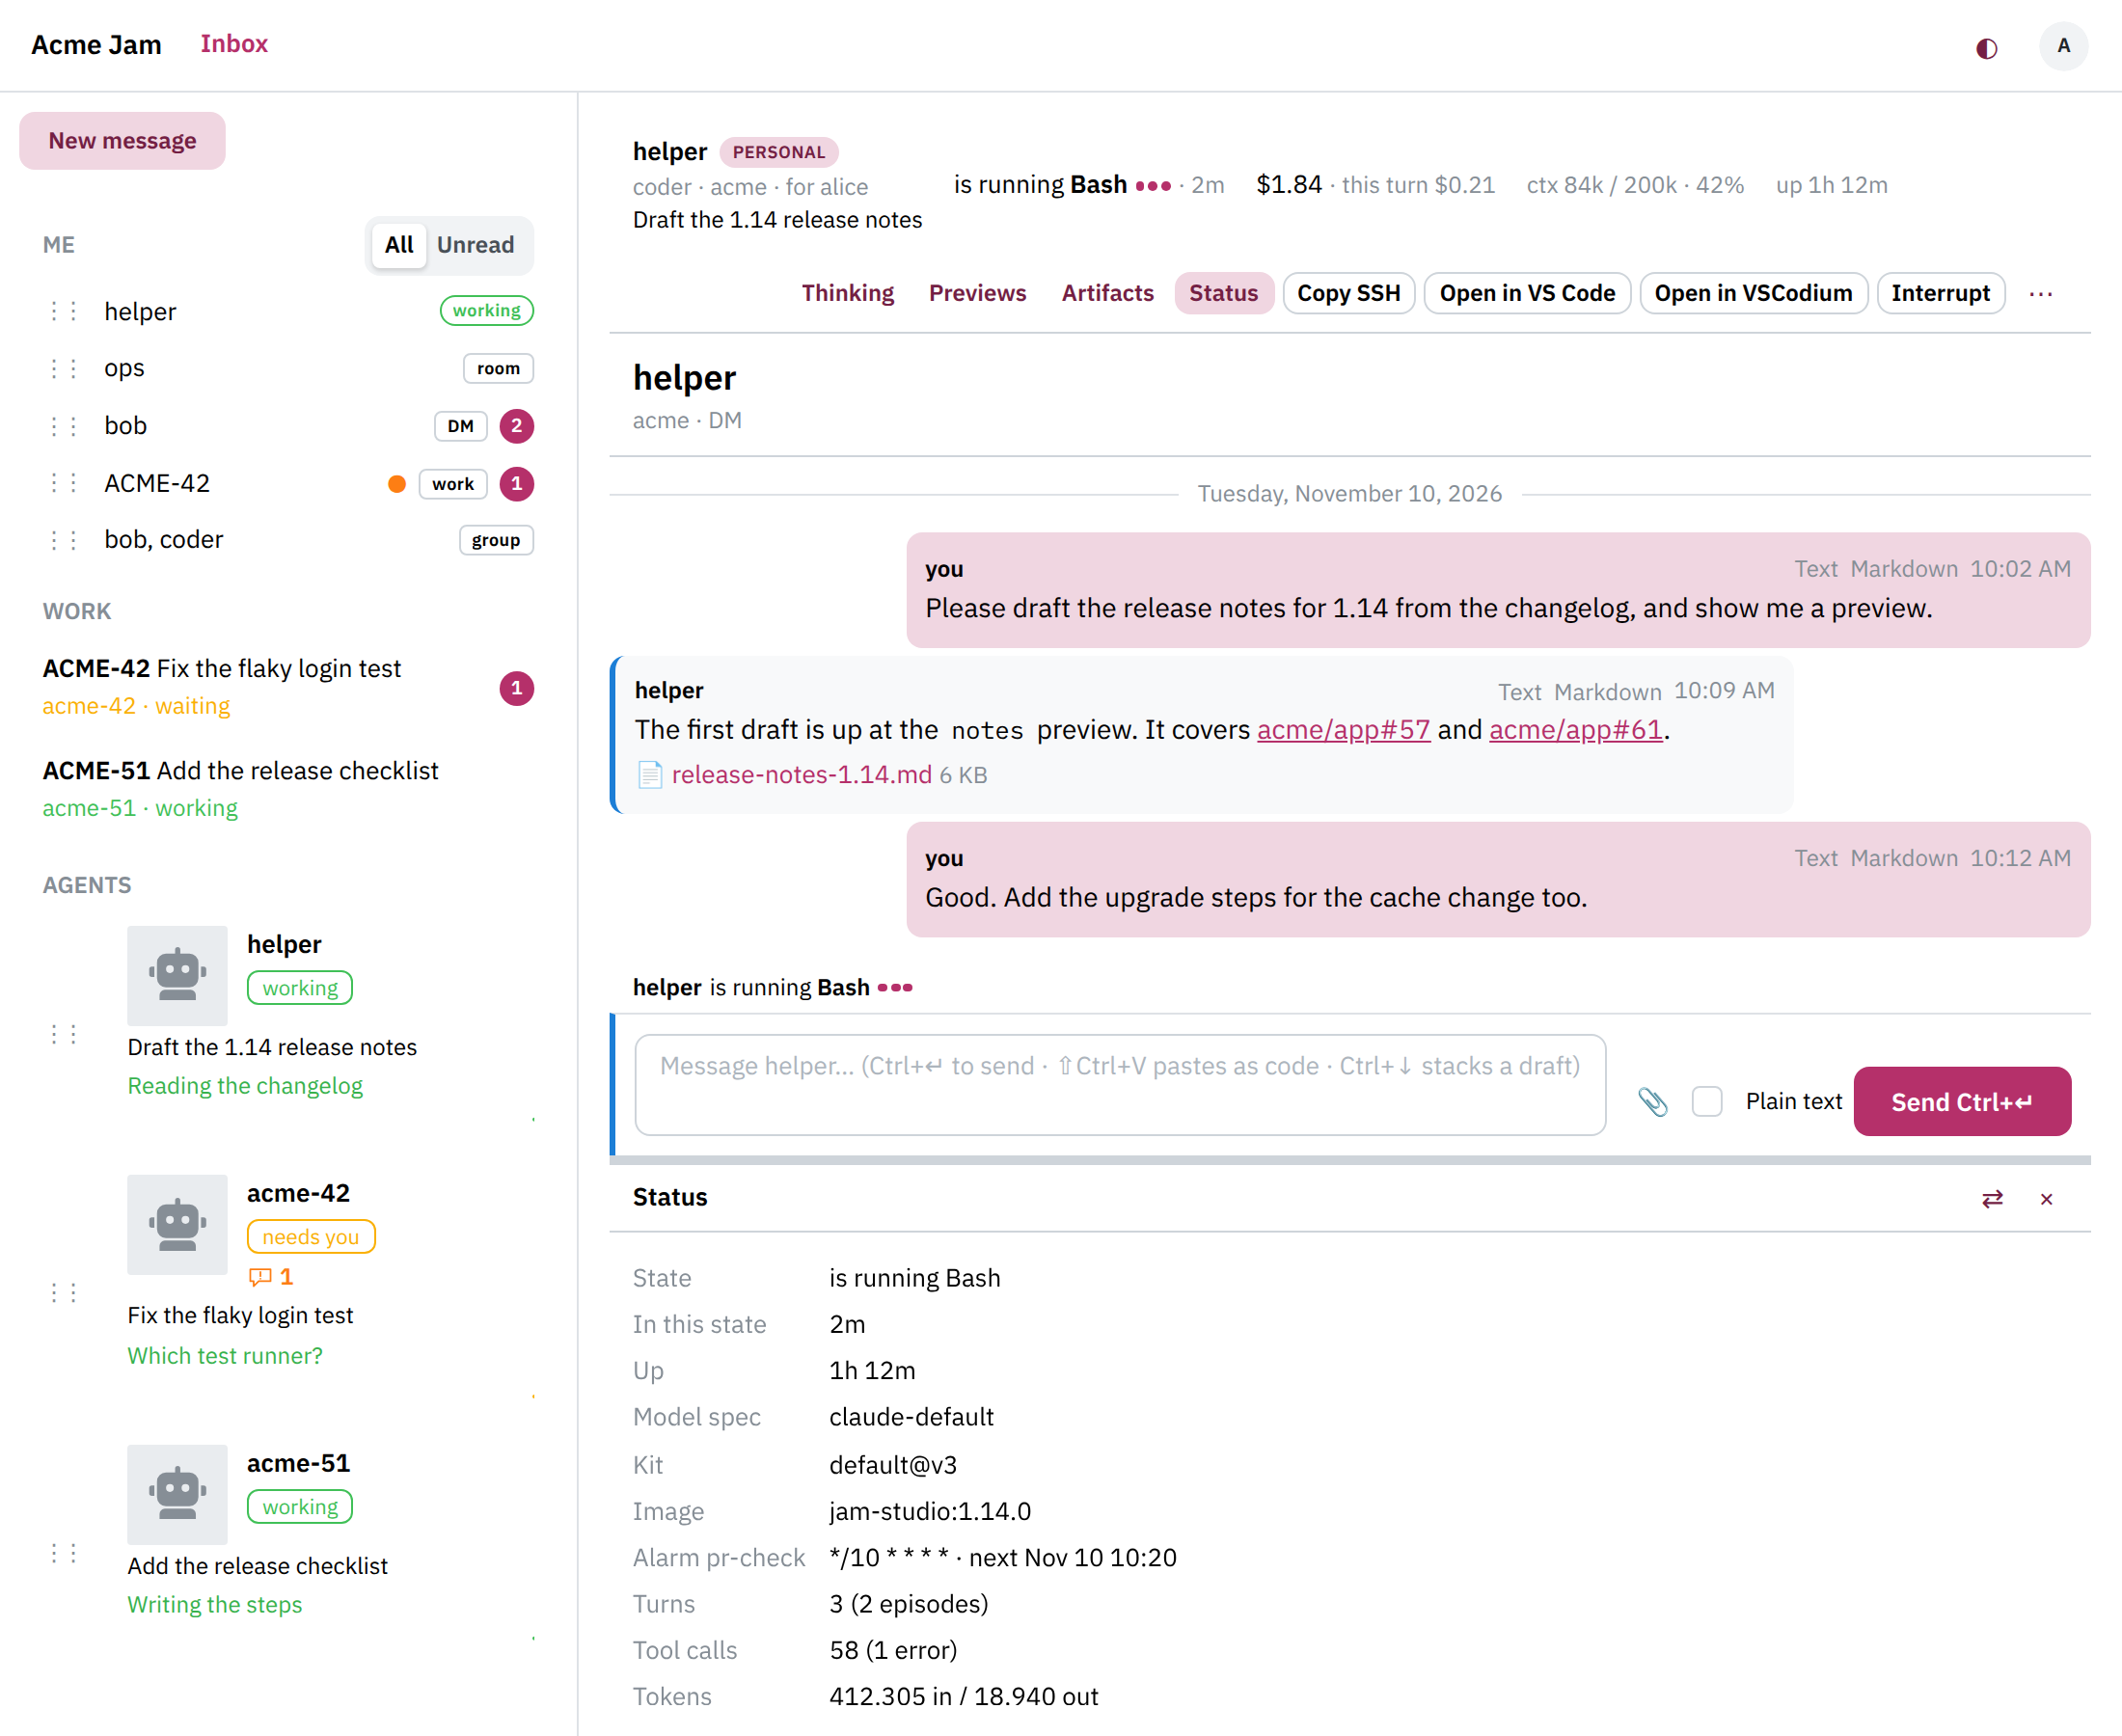 Acme Jam Inbox
A
New message
ME All Unread
helper working
ops room
bob DM 2
ACME-42 work 1
bob, coder group
WORK
ACME-42 Fix the flaky login test
acme-42 · waiting
1
ACME-51 Add the release checklist
acme-51 · working
AGENTS
helper
working
Draft the 1.14 release notes
Reading the changelog
acme-42
needs you
1
Fix the flaky login test
Which test runner?
acme-51
working
Add the release checklist
Writing the steps
helper PERSONAL
coder · acme · for alice
Draft the 1.14 release notes
is running Bash ••• · 2m $1.84 · this turn $0.21 ctx 84k / 200k · 42% up 1h 12m
Thinking Previews Artifacts Status Copy SSH Open in VS Code Open in VSCodium Interrupt ⋯
helper
acme · DM
Tuesday, November 10, 2026
you Text Markdown 10:02 AM
Please draft the release notes for 1.14 from the changelog, and show me a preview.
helper Text Markdown 10:09 AM
The first draft is up at the notes preview. It covers acme/app#57 and acme/app#61.
release-notes-1.14.md 6 KB
you Text Markdown 10:12 AM
Good. Add the upgrade steps for the cache change too.
helper is running Bash •••
Message helper... (Ctrl+↵ to send · ⇧Ctrl+V pastes as code · Ctrl+↓ stacks a draft)
Plain text Send Ctrl+↵
Status ⇄ ×
State is running Bash
In this state 2m
Up 1h 12m
Model spec claude-default
Kit default@v3
Image jam-studio:1.14.0
Alarm pr-check */10 * * * * · next Nov 10 10:20
Turns 3 (2 episodes)
Tool calls 58 (1 error)
Tokens 412.305 in / 18.940 out